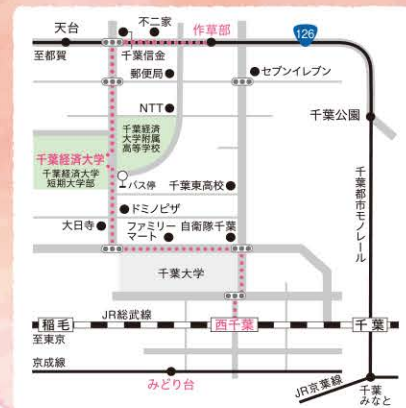 天台
不二家
作草部
126
至都賀
千葉信金
郵便局
セブンイレブン
NTT
千葉公園
千葉経済
大学附属
高等学校
千葉経済大学
千葉経済大学
短期大学部
バス停
千葉東高校
千葉都市モノレール
ドミノピザ
大日寺
ファミリー
マート
自衛隊千葉
千葉大学
JR総武線
稲毛
西千葉
千葉
至東京
京成線
みどり台
JR京葉線
千葉
みなと